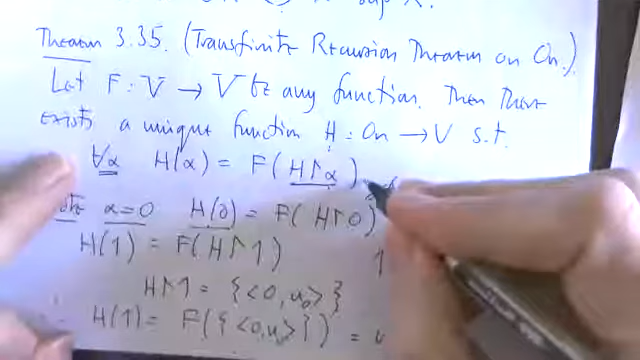 Theorem 3.35. (Transfinite Recursion Theorem on On.)
Let F : V → V be any function. Then there
exists a unique function H : On → V s.t.
∀α H(α) = F(H↾α)
α=0 H(0) = F(H↾0)
H(1) = F(H↾1)
H↾1 = {<0,u₀>}
H(1) = F({<0,u₀>}) =